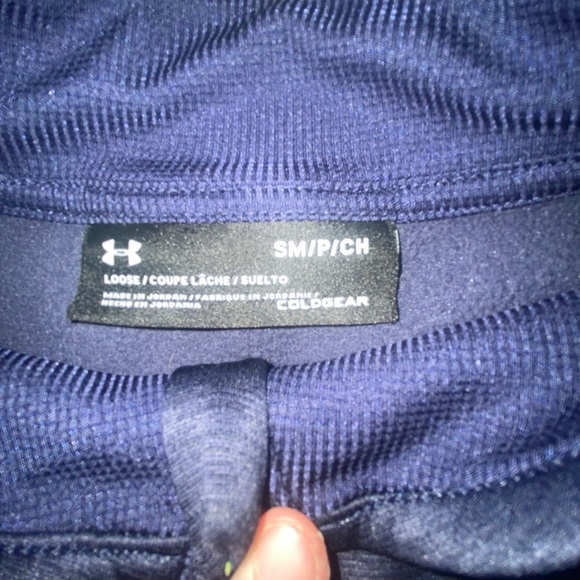 SM/P/CH
LOOSE / COUPE LÂCHE / SUELTO
MADE IN JORDAN / FABRIQUÉ EN JORDANIE /
HECHO EN JORDANIA
COLDGEAR